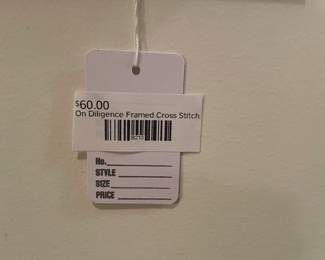 $60.00
On Diligence Framed Cross Stitch
No.
STYLE
SIZE
PRICE